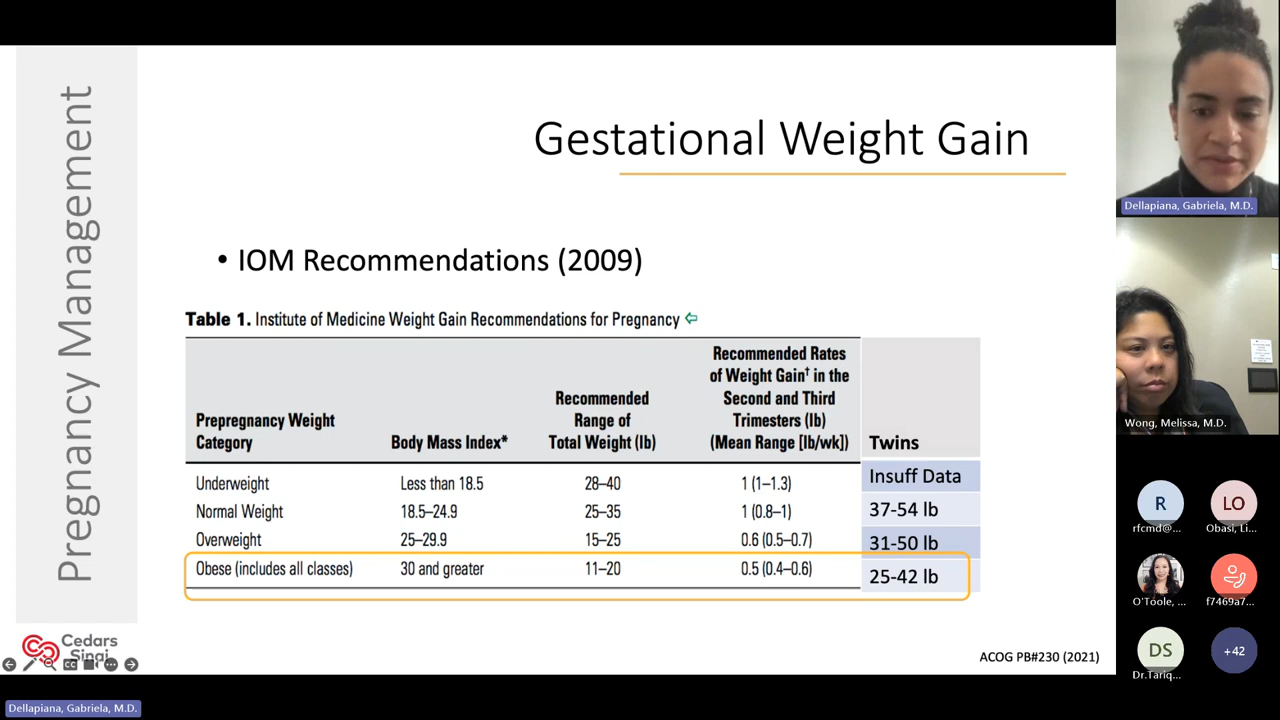 Pregnancy Management
Gestational Weight Gain
• IOM Recommendations (2009)
Table 1. Institute of Medicine Weight Gain Recommendations for Pregnancy ⇦
Prepregnancy Weight Category
Body Mass Index*
Recommended Range of Total Weight (lb)
Recommended Rates of Weight Gain† in the Second and Third Trimesters (lb) (Mean Range [lb/wk])
Twins
Underweight Less than 18.5 28–40 1 (1–1.3) Insuff Data
Normal Weight 18.5–24.9 25–35 1 (0.8–1) 37-54 lb
Overweight 25–29.9 15–25 0.6 (0.5–0.7) 31-50 lb
Obese (includes all classes) 30 and greater 11–20 0.5 (0.4–0.6) 25-42 lb
Cedars
Sinai
CC
ACOG PB#230 (2021)
Dellapiana, Gabriela, M.D.
Dellapiana, Gabriela, M.D.
Wong, Melissa, M.D.
R
LO
rfcmd@...
Obasi, Li...
O'Toole, ...
f7469a7...
DS
+42
Dr.Tariq...